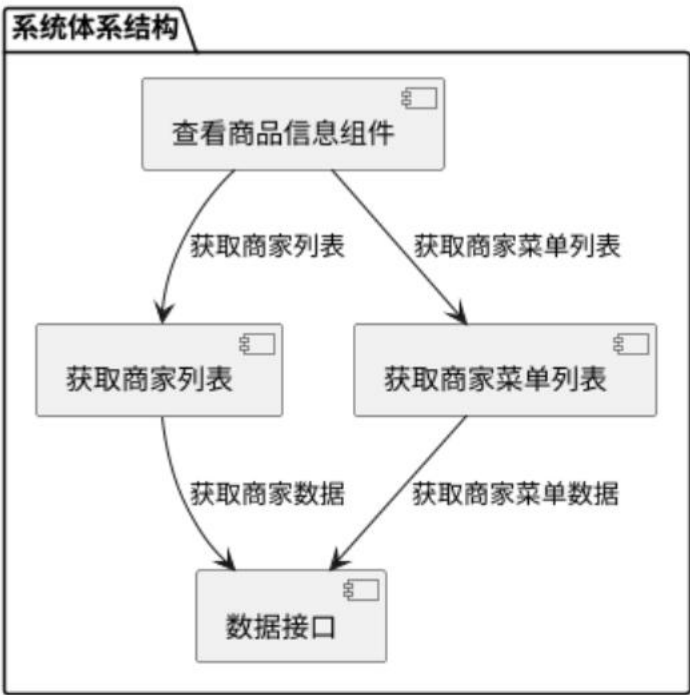 系统体系结构
查看商品信息组件
获取商家列表
获取商家菜单列表
获取商家列表
获取商家菜单列表
获取商家数据
获取商家菜单数据
数据接口